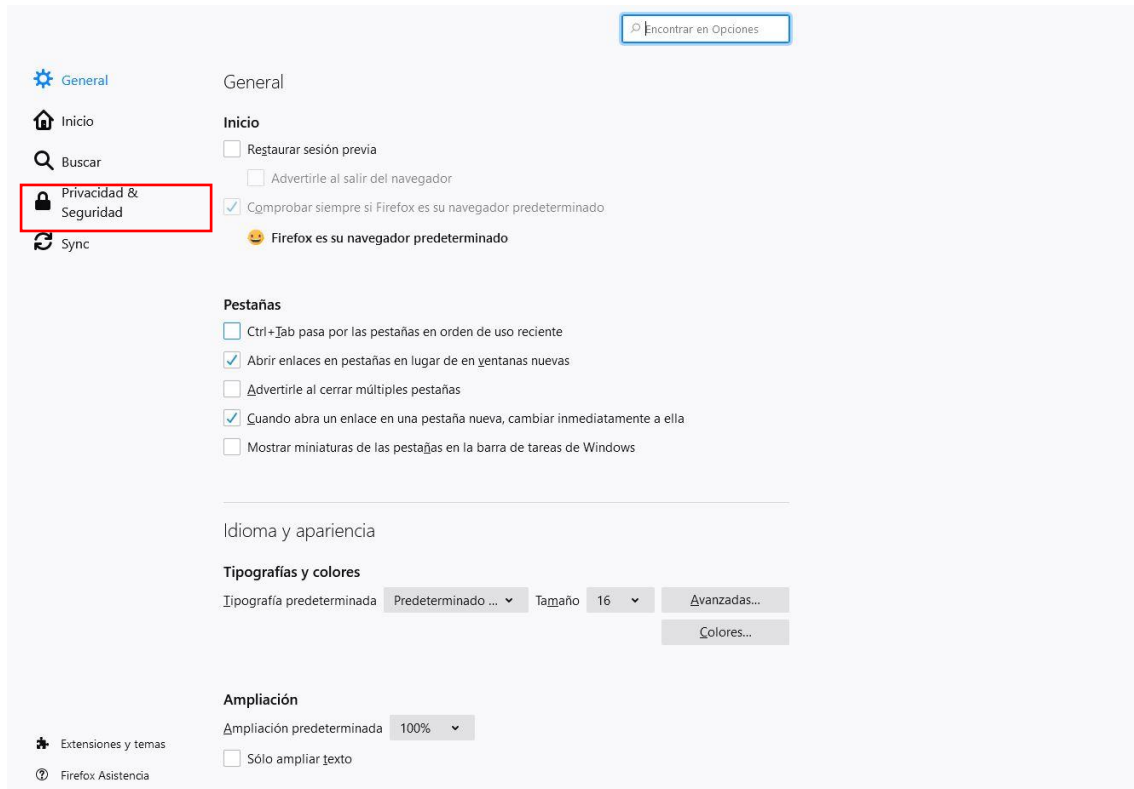 Encontrar en Opciones
General
Inicio
Buscar
Privacidad &
Seguridad
Sync
General
Inicio
Restaurar sesión previa
Advertirle al salir del navegador
Comprobar siempre si Firefox es su navegador predeterminado
Firefox es su navegador predeterminado
Pestañas
Ctrl+Tab pasa por las pestañas en orden de uso reciente
Abrir enlaces en pestañas en lugar de en ventanas nuevas
Advertirle al cerrar múltiples pestañas
Cuando abra un enlace en una pestaña nueva, cambiar inmediatamente a ella
Mostrar miniaturas de las pestañas en la barra de tareas de Windows
Idioma y apariencia
Tipografías y colores
Tipografía predeterminada Predeterminado ... Tamaño 16 Avanzadas...
Colores...
Ampliación
Ampliación predeterminada 100%
Sólo ampliar texto
Extensiones y temas
Firefox Asistencia